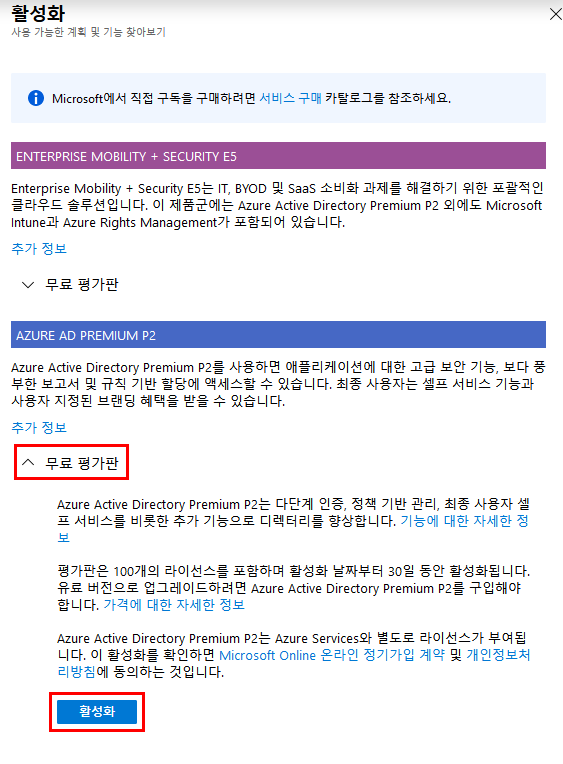 활성화
사용 가능한 계획 및 기능 찾아보기
Microsoft에서 직접 구독을 구매하려면 서비스 구매 카탈로그를 참조하세요.
ENTERPRISE MOBILITY + SECURITY E5
Enterprise Mobility + Security E5는 IT, BYOD 및 SaaS 소비화 과제를 해결하기 위한 포괄적인
클라우드 솔루션입니다. 이 제품군에는 Azure Active Directory Premium P2 외에도 Microsoft
Intune과 Azure Rights Management가 포함되어 있습니다.
추가 정보
무료 평가판
AZURE AD PREMIUM P2
Azure Active Directory Premium P2를 사용하면 애플리케이션에 대한 고급 보안 기능, 보다 풍
부한 보고서 및 규칙 기반 할당에 액세스할 수 있습니다. 최종 사용자는 셀프 서비스 기능과
사용자 지정된 브랜딩 혜택을 받을 수 있습니다.
추가 정보
무료 평가판
Azure Active Directory Premium P2는 다단계 인증, 정책 기반 관리, 최종 사용자 셀
프 서비스를 비롯한 추가 기능으로 디렉터리를 향상합니다. 기능에 대한 자세한 정
보
평가판은 100개의 라이선스를 포함하며 활성화 날짜부터 30일 동안 활성화됩니다.
유료 버전으로 업그레이드하려면 Azure Active Directory Premium P2를 구입해야
합니다. 가격에 대한 자세한 정보
Azure Active Directory Premium P2는 Azure Services와 별도로 라이선스가 부여됩
니다. 이 활성화를 확인하면 Microsoft Online 온라인 정기가입 계약 및 개인정보처
리방침에 동의하는 것입니다.
활성화